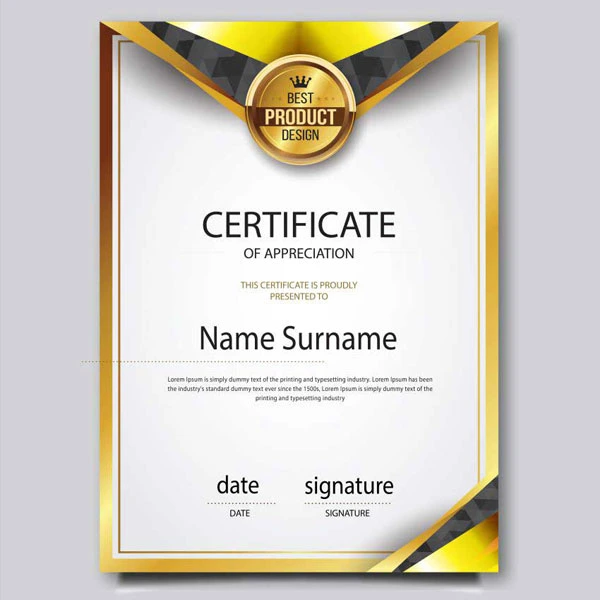 BEST
PRODUCT
DESIGN
CERTIFICATE
OF APPRECIATION
THIS CERTIFICATE IS PROUDLY
PRESENTED TO
Name Surname
Lorem Ipsum is simply dummy text of the printing and typesetting industry. Lorem Ipsum has been
the industry's standard dummy text ever since the 1500s, Lorem Ipsum is simply dummy text of the
printing and typesetting industry
date signature
DATE SIGNATURE